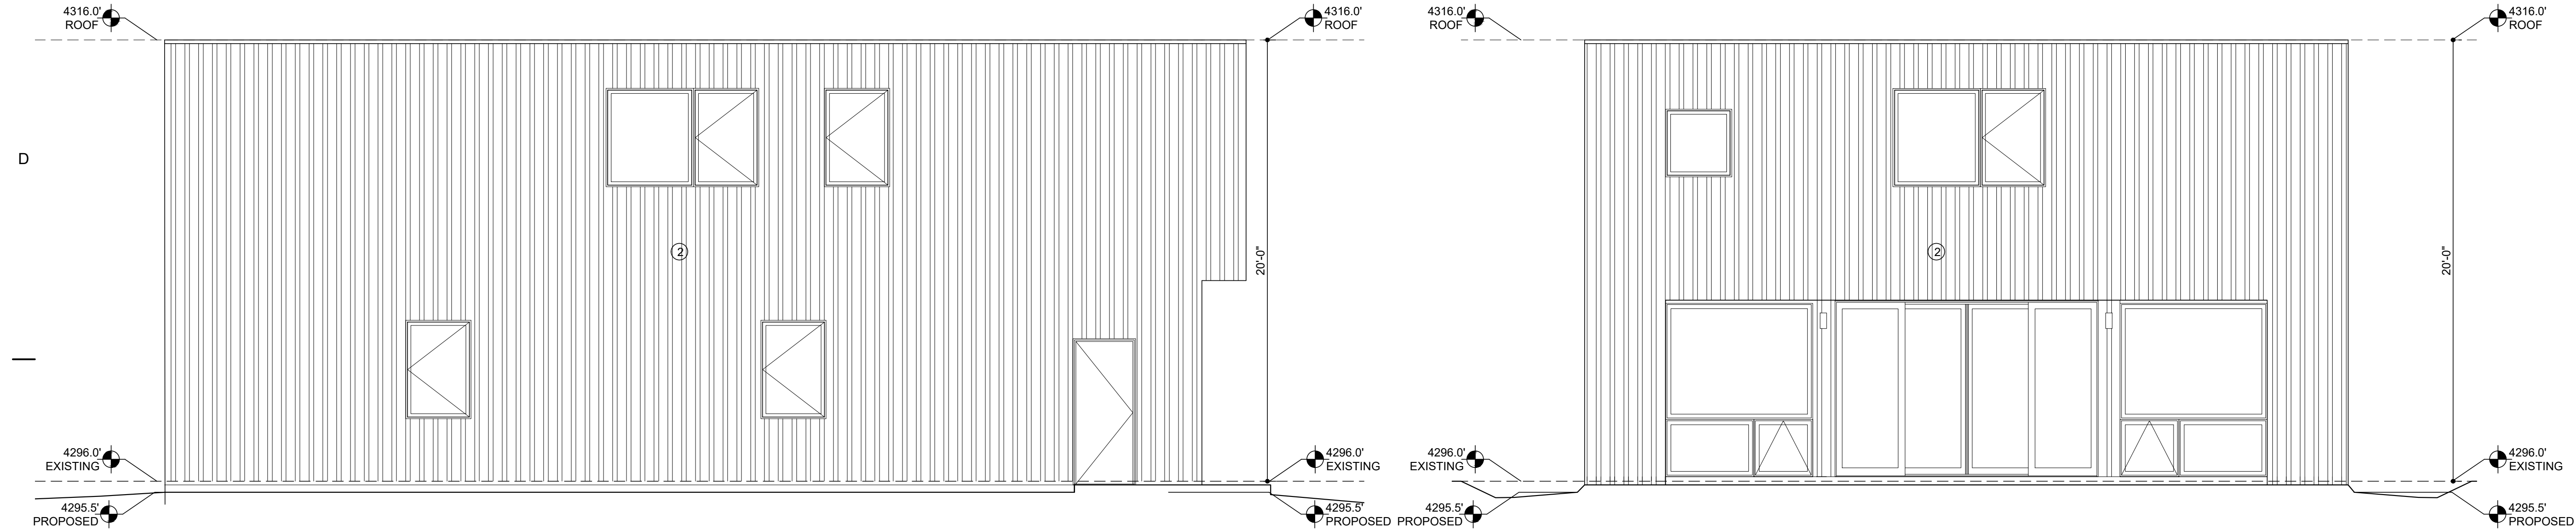 4316.0'
ROOF
4316.0'
ROOF
D
2
20'-0"
4296.0'
EXISTING
4296.0'
EXISTING
4295.5'
PROPOSED
4295.5'
PROPOSED
4316.0'
ROOF
4316.0'
ROOF
2
20'-0"
4296.0'
EXISTING
4296.0'
EXISTING
4295.5'
PROPOSED
4295.5'
PROPOSED